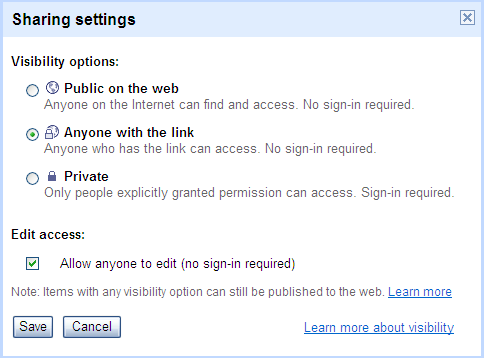 Sharing settings
Visibility options:
Public on the web
Anyone on the Internet can find and access. No sign-in required.
Anyone with the link
Anyone who has the link can access. No sign-in required.
Private
Only people explicitly granted permission can access. Sign-in required.
Edit access:
Allow anyone to edit (no sign-in required)
Note: Items with any visibility option can still be published to the web. Learn more
Save Cancel Learn more about visibility